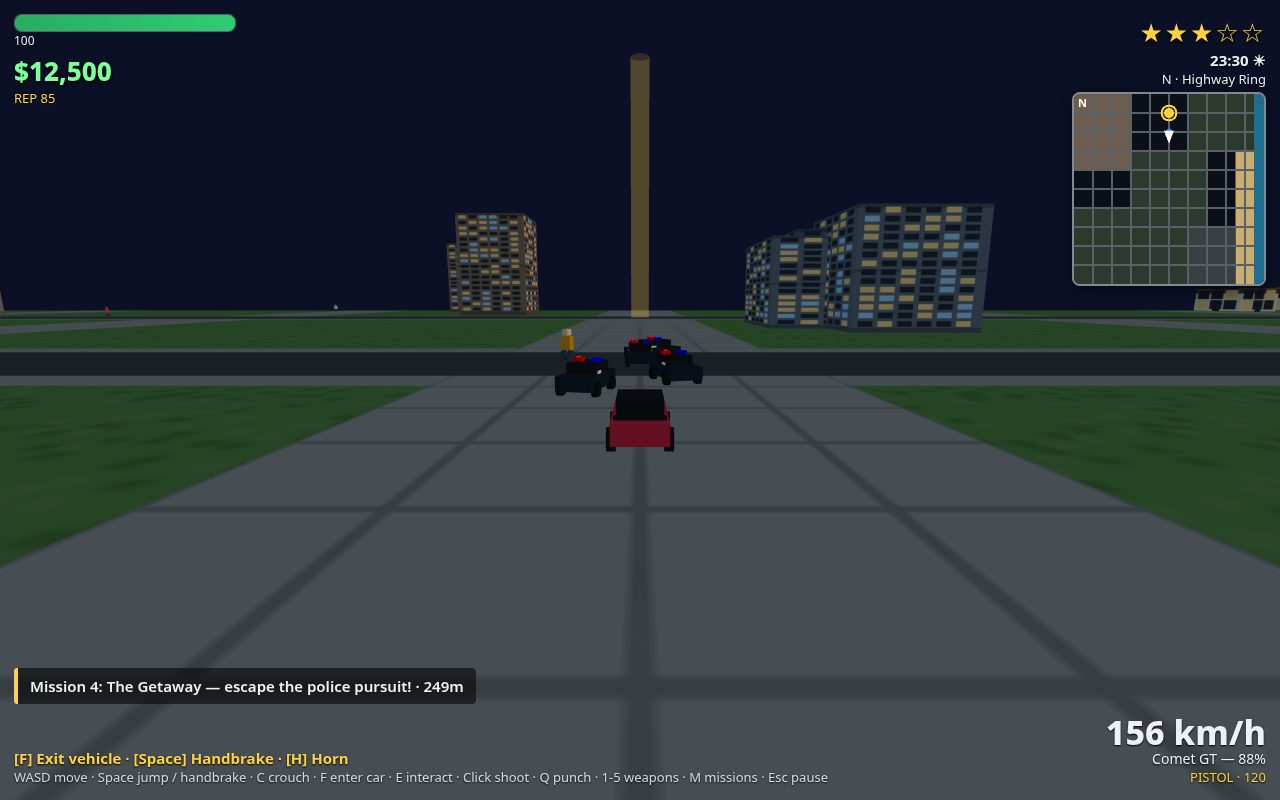 100
$12,500
REP 85
★★★☆☆
23:30 ☀
N · Highway Ring
N
Mission 4: The Getaway — escape the police pursuit! · 249m
[F] Exit vehicle · [Space] Handbrake · [H] Horn
WASD move · Space jump / handbrake · C crouch · F enter car · E interact · Click shoot · Q punch · 1-5 weapons · M missions · Esc pause
156 km/h
Comet GT — 88%
PISTOL · 120